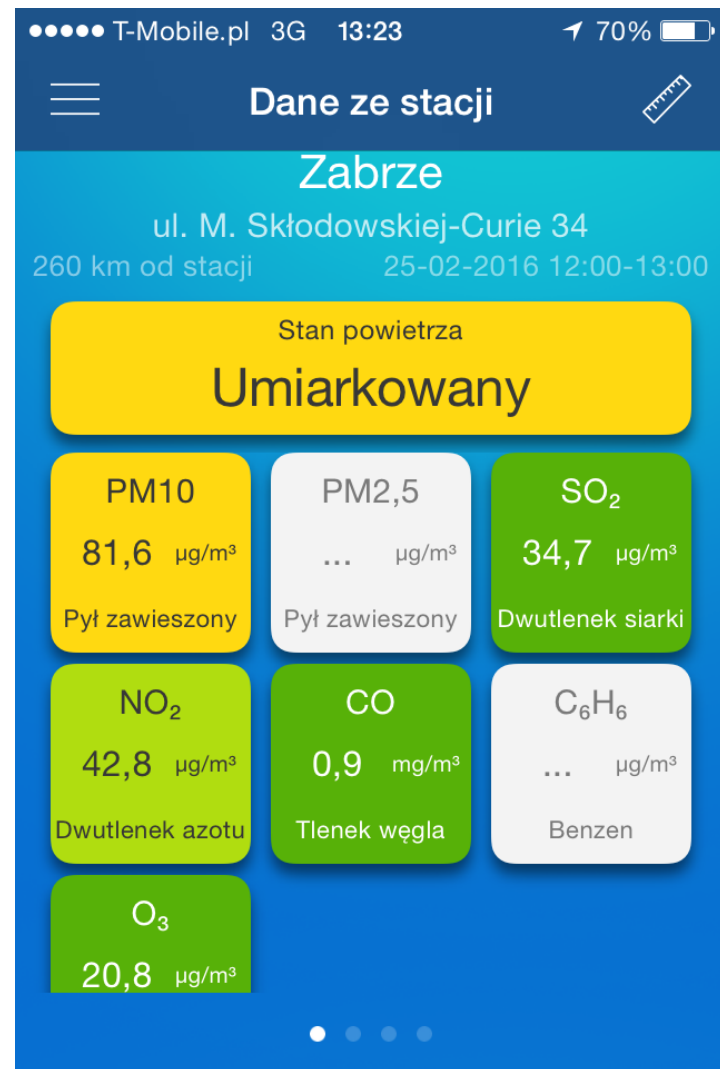 T-Mobile.pl 3G 13:23 70%
Dane ze stacji
Zabrze
ul. M. Skłodowskiej-Curie 34
260 km od stacji 25-02-2016 12:00-13:00
Stan powietrza
Umiarkowany
PM10 PM2,5 SO₂
81,6 µg/m³ ... µg/m³ 34,7 µg/m³
Pył zawieszony Pył zawieszony Dwutlenek siarki
NO₂ CO C₆H₆
42,8 µg/m³ 0,9 mg/m³ ... µg/m³
Dwutlenek azotu Tlenek węgla Benzen
O₃
20,8 µg/m³